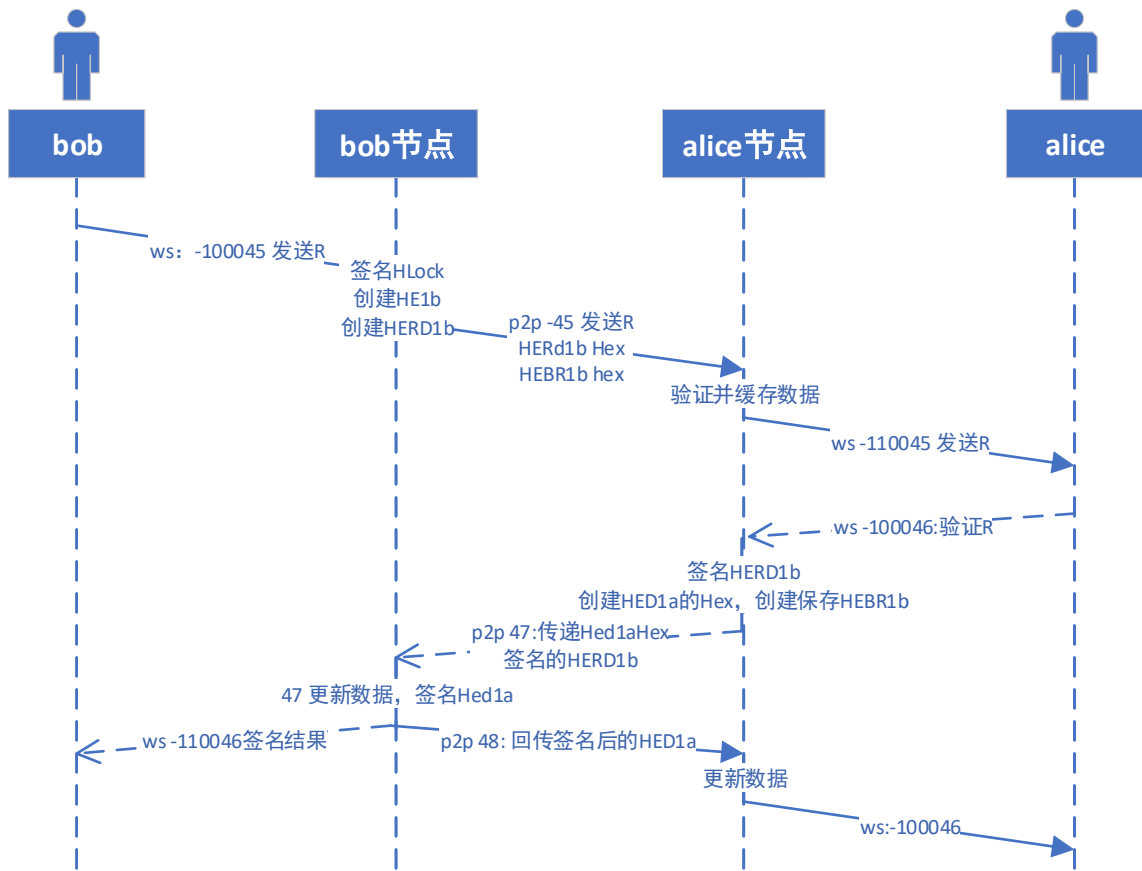 bob
bob节点
alice节点
alice
ws：-100045 发送R
签名HLock
创建HE1b
创建HERD1b
p2p -45 发送R
HERd1b Hex
HEBR1b hex
验证并缓存数据
ws -110045 发送R
ws -100046:验证R
签名HERD1b
创建HED1a的Hex，创建保存HEBR1b
p2p 47:传递Hed1aHex
签名的HERD1b
47 更新数据，签名Hed1a
ws -110046签名结果
p2p 48: 回传签名后的HED1a
更新数据
ws:-100046